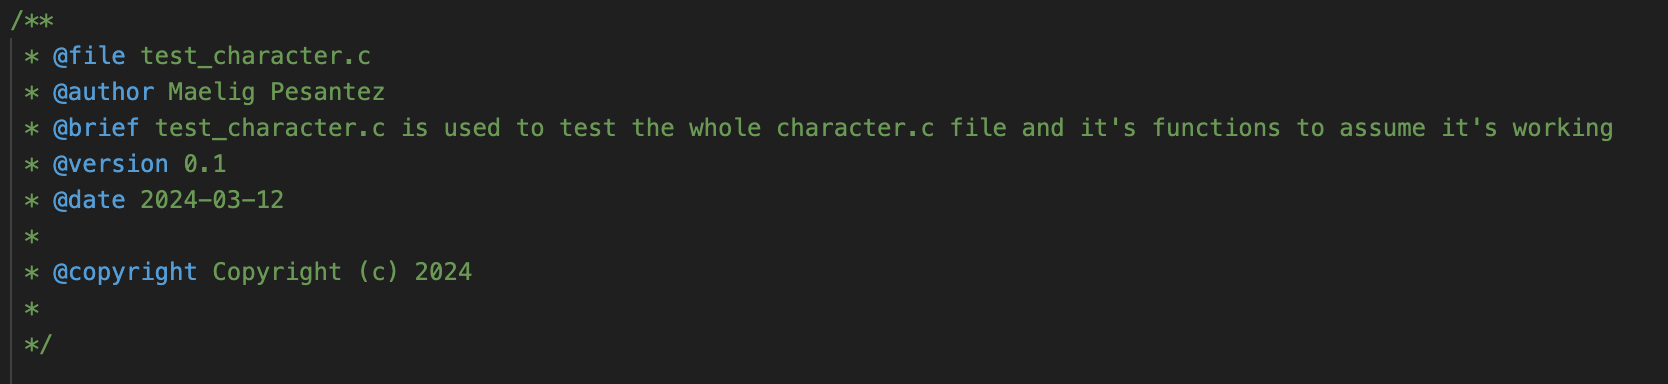 /**
 * @file test_character.c
 * @author Maelig Pesantez
 * @brief test_character.c is used to test the whole character.c file and it's functions to assume it's working
 * @version 0.1
 * @date 2024-03-12
 *
 * @copyright Copyright (c) 2024
 *
 */